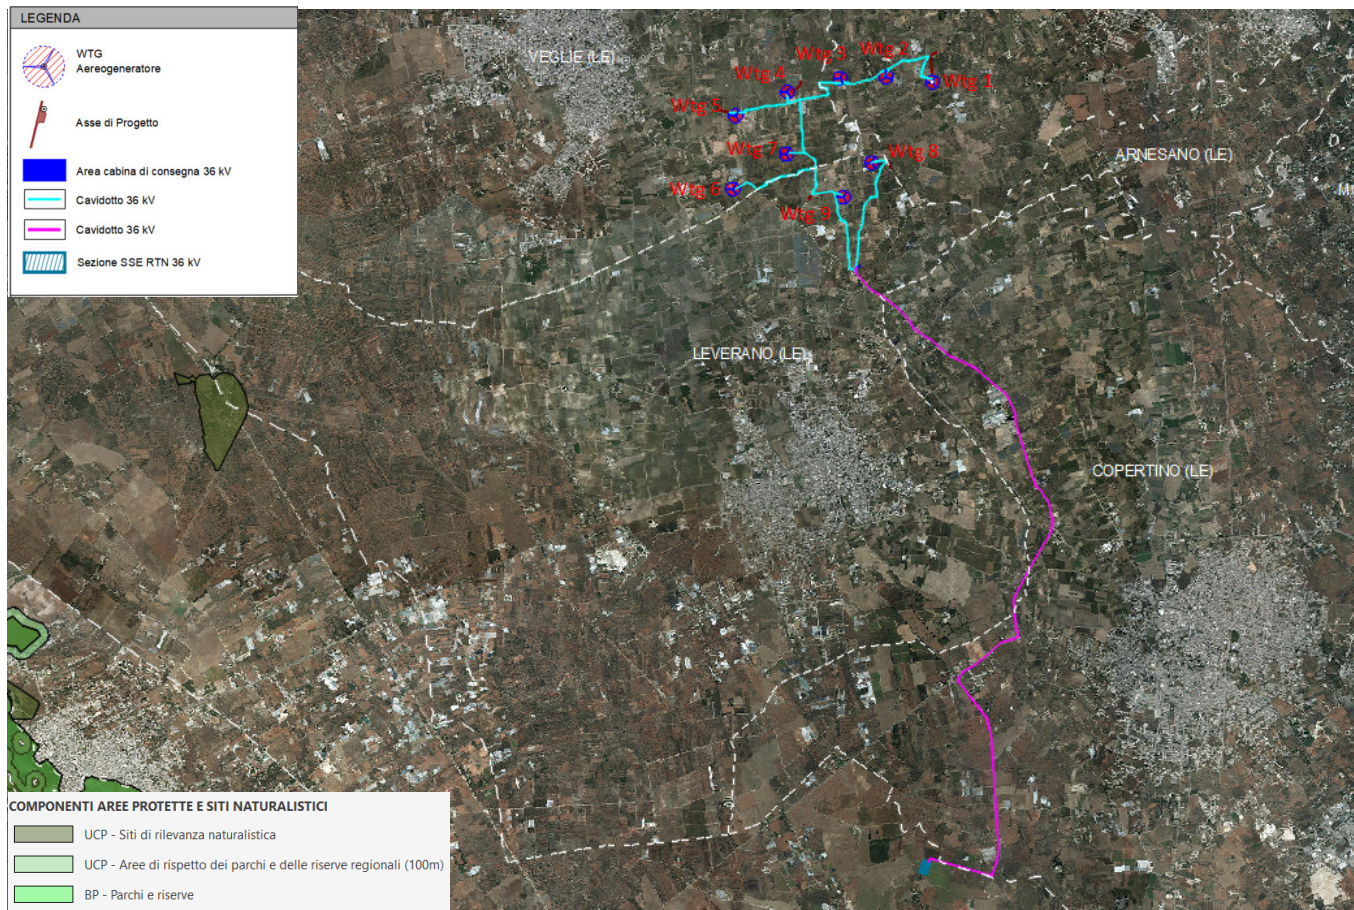 LEGENDA
WTG
Aereogeneratore
Asse di Progetto
Area cabina di consegna 36 kV
Cavidotto 36 kV
Cavidotto 36 kV
Sezione SSE RTN 36 kV
VEGLIE (LE)
Wtg 3
Wtg 2
Wtg 4
Wtg 1
Wtg 5
Wtg 7
Wtg 8
ARNESANO (LE)
Wtg 6
Wtg 9
LEVERANO (LE)
COPERTINO (LE)
COMPONENTI AREE PROTETTE E SITI NATURALISTICI
UCP - Siti di rilevanza naturalistica
UCP - Aree di rispetto dei parchi e delle riserve regionali (100m)
BP - Parchi e riserve